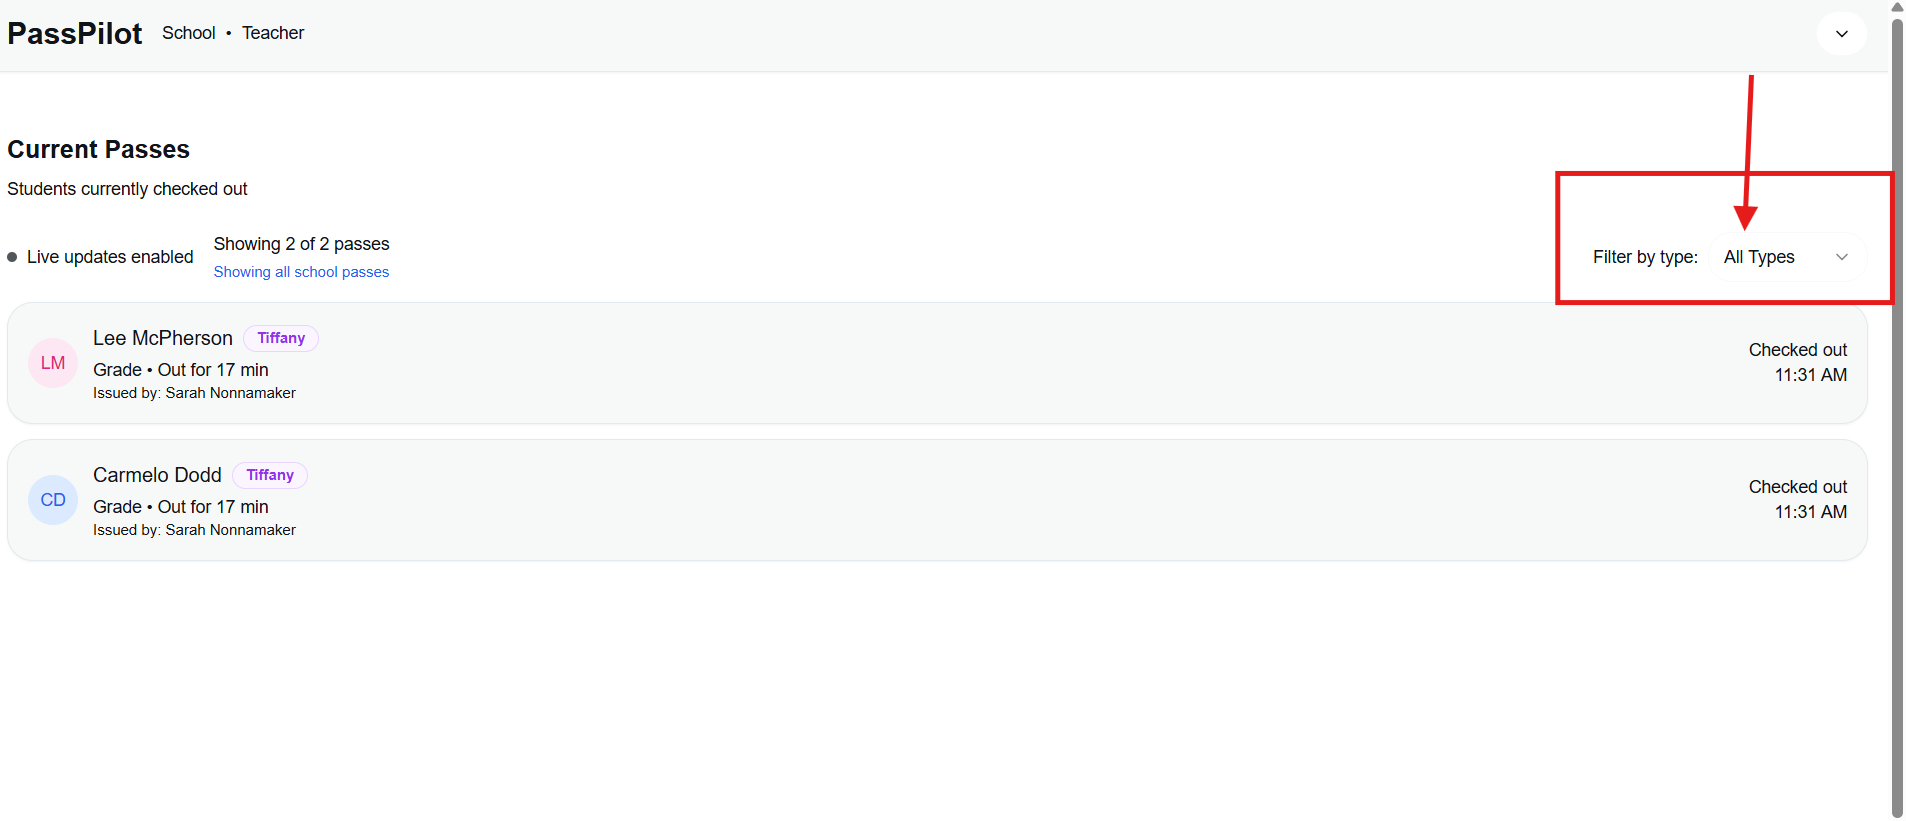 PassPilot School • Teacher
Current Passes
Students currently checked out
Live updates enabled
Showing 2 of 2 passes
Showing all school passes
Filter by type: All Types
LM
Lee McPherson Tiffany
Grade • Out for 17 min
Issued by: Sarah Nonnamaker
Checked out
11:31 AM
CD
Carmelo Dodd Tiffany
Grade • Out for 17 min
Issued by: Sarah Nonnamaker
Checked out
11:31 AM